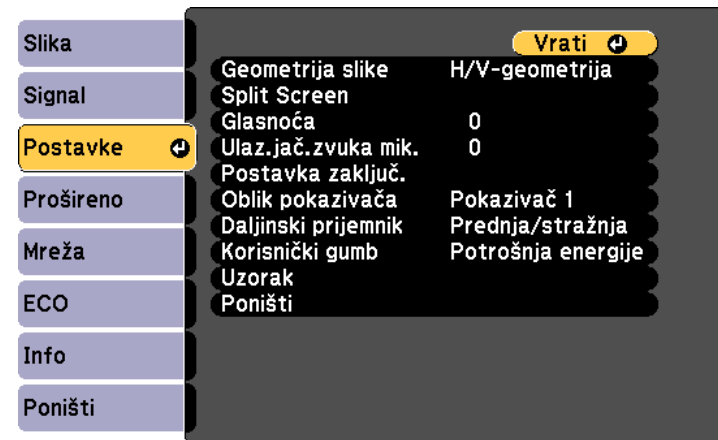 Slika
Signal
Postavke
Prošireno
Mreža
ECO
Info
Poništi
Vrati
Geometrija slike H/V-geometrija
Split Screen
Glasnoća 0
Ulaz.jač.zvuka mik. 0
Postavka zaključ.
Oblik pokazivača Pokazivač 1
Daljinski prijemnik Prednja/stražnja
Korisnički gumb Potrošnja energije
Uzorak
Poništi